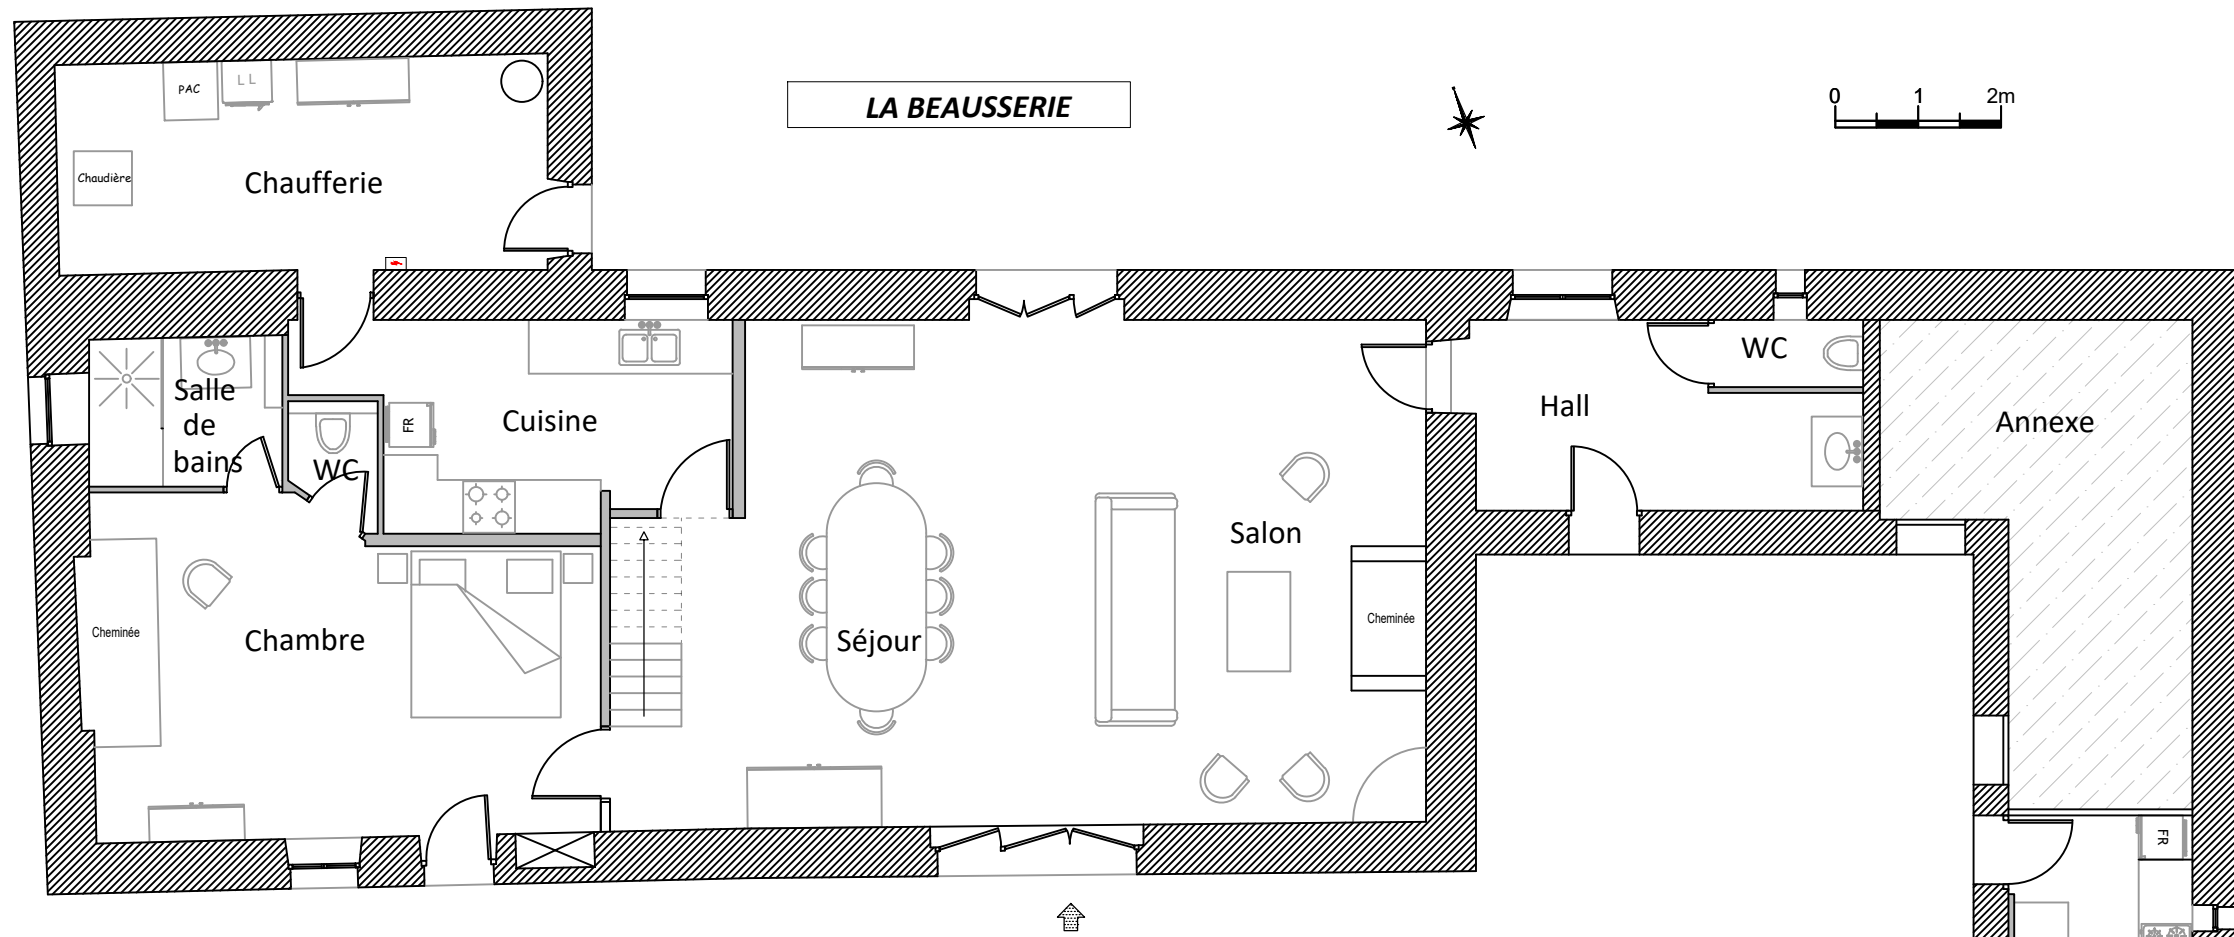 LA BEAUSSERIE
0 1 2m
PAC
L L
Chaudière
Chaufferie
Salle
de
bains
WC
FR
Cuisine
WC
Hall
Annexe
Salon
Cheminée
Chambre
Séjour
Cheminée
FR